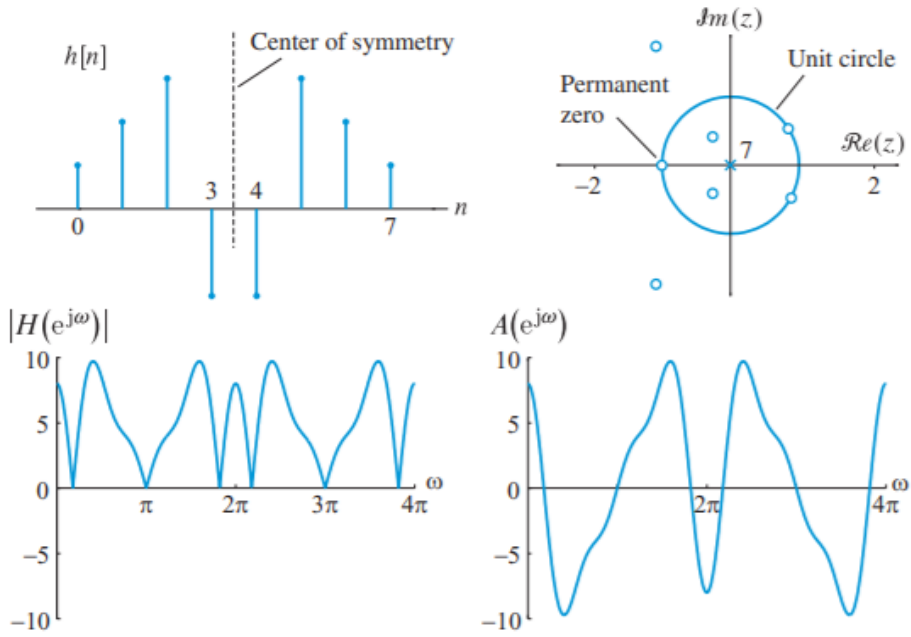 h[n]
Center of symmetry
3 4
0 7 n
ℐm(z)
Unit circle
Permanent
zero
7
ℛe(z)
−2 2
|H(e^{jω})|
10
5
0
−5
−10
π 2π 3π 4π ω
A(e^{jω})
10
5
0
−5
−10
2π 4π ω